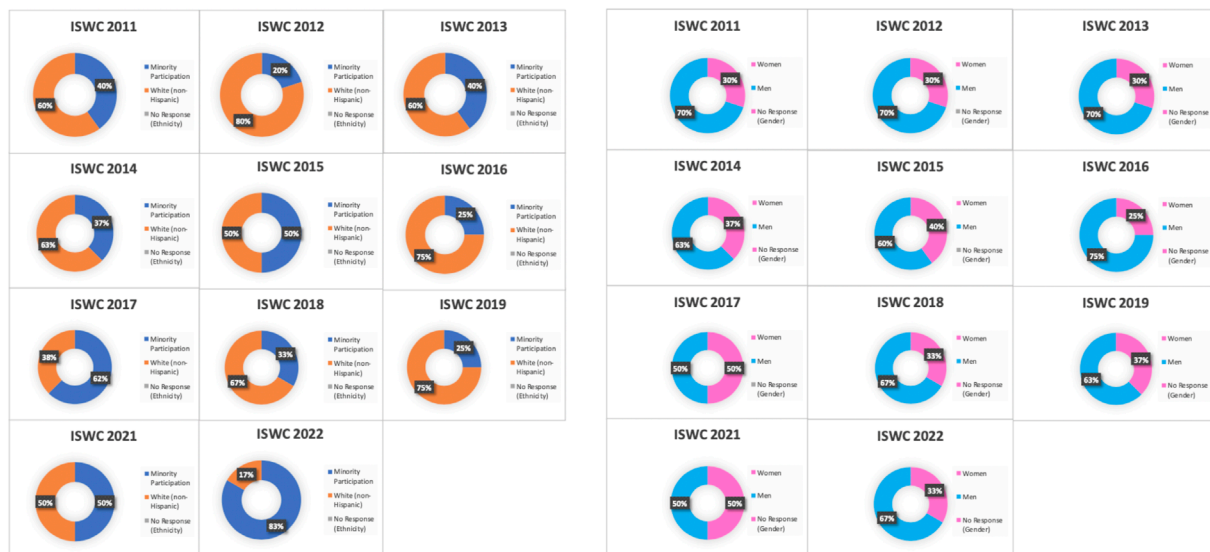 ISWC 2011
40%
60%
Minority
Participation
White (non-
Hispanic)
No Response
(Ethnicity)
ISWC 2012
20%
80%
Minority
Participation
White (non-
Hispanic)
No Response
(Ethnicity)
ISWC 2013
40%
60%
Minority
Participation
White (non-
Hispanic)
No Response
(Ethnicity)
ISWC 2014
37%
63%
Minority
Participation
White (non-
Hispanic)
No Response
(Ethnicity)
ISWC 2015
50%
50%
Minority
Participation
White (non-
Hispanic)
No Response
(Ethnicity)
ISWC 2016
25%
75%
Minority
Participation
White (non-
Hispanic)
No Response
(Ethnicity)
ISWC 2017
38%
62%
Minority
Participation
White (non-
Hispanic)
No Response
(Ethnicity)
ISWC 2018
33%
67%
Minority
Participation
White (non-
Hispanic)
No Response
(Ethnicity)
ISWC 2019
25%
75%
Minority
Participation
White (non-
Hispanic)
No Response
(Ethnicity)
ISWC 2021
50%
50%
Minority
Participation
White (non-
Hispanic)
No Response
(Ethnicity)
ISWC 2022
17%
83%
Minority
Participation
White (non-
Hispanic)
No Response
(Ethnicity)
ISWC 2011
30%
70%
Women
Men
No Response
(Gender)
ISWC 2012
30%
70%
Women
Men
No Response
(Gender)
ISWC 2013
30%
70%
Women
Men
No Response
(Gender)
ISWC 2014
37%
63%
Women
Men
No Response
(Gender)
ISWC 2015
40%
60%
Women
Men
No Response
(Gender)
ISWC 2016
25%
75%
Women
Men
No Response
(Gender)
ISWC 2017
50%
50%
Women
Men
No Response
(Gender)
ISWC 2018
33%
67%
Women
Men
No Response
(Gender)
ISWC 2019
37%
63%
Women
Men
No Response
(Gender)
ISWC 2021
50%
50%
Women
Men
No Response
(Gender)
ISWC 2022
33%
67%
Women
Men
No Response
(Gender)